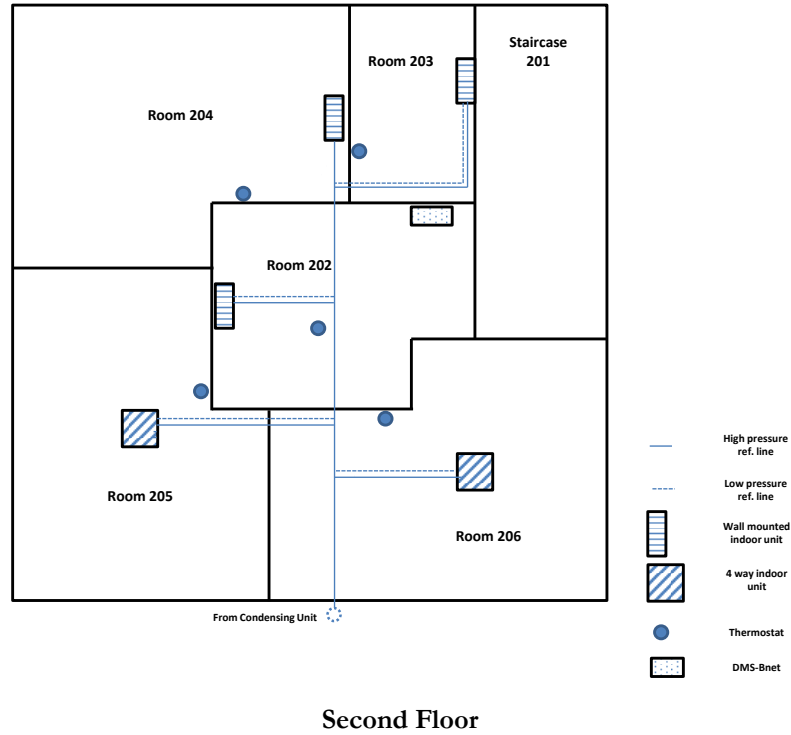 Staircase
201
Room 203
Room 204
Room 202
Room 205
Room 206
From Condensing Unit
High pressure
ref. line
Low pressure
ref. line
Wall mounted
indoor unit
4 way indoor
unit
Thermostat
DMS-Bnet
Second Floor